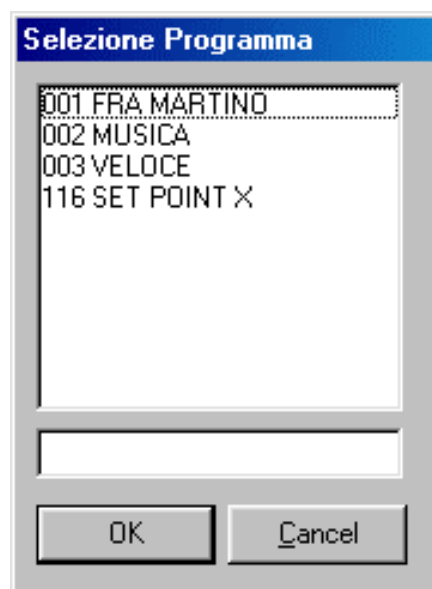 Selezione Programma
001 FRA MARTINO
002 MUSICA
003 VELOCE
116 SET POINT X
OK
Cancel